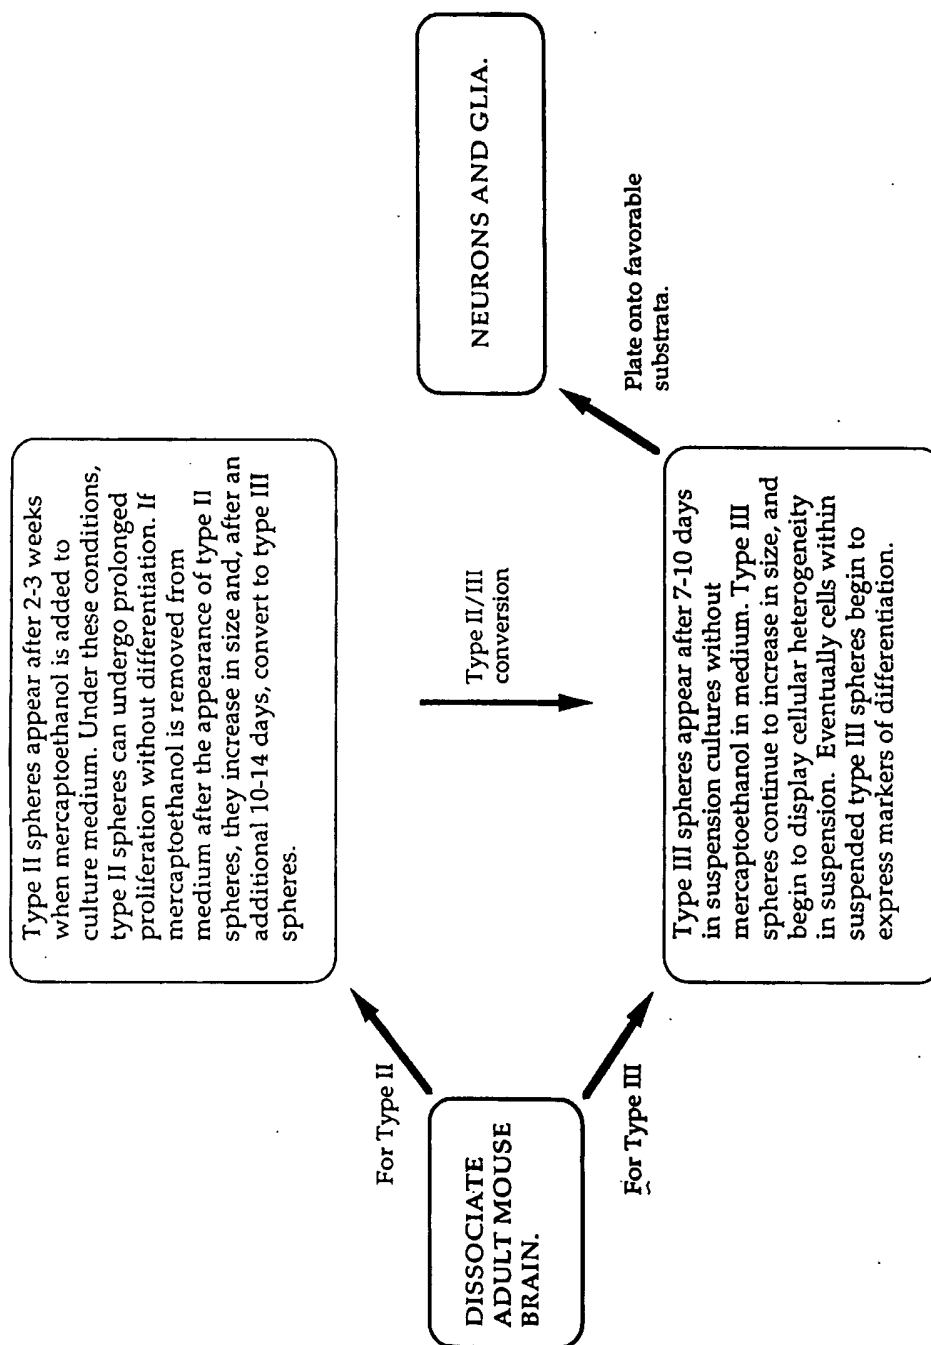 DISSOCIATE
ADULT MOUSE
BRAIN.
For Type II
Type II spheres appear after 2-3 weeks
when mercaptoethanol is added to
culture medium. Under these conditions,
type II spheres can undergo prolonged
proliferation without differentiation. If
mercaptoethanol is removed from
medium after the appearance of type II
spheres, they increase in size and, after an
additional 10-14 days, convert to type III
spheres.
Type II/III
conversion
For Type III
Type III spheres appear after 7-10 days
in suspension cultures without
mercaptoethanol in medium. Type III
spheres continue to increase in size, and
begin to display cellular heterogeneity
in suspension. Eventually cells within
suspended type III spheres begin to
express markers of differentiation.
Plate onto favorable
substrata.
NEURONS AND GLIA.